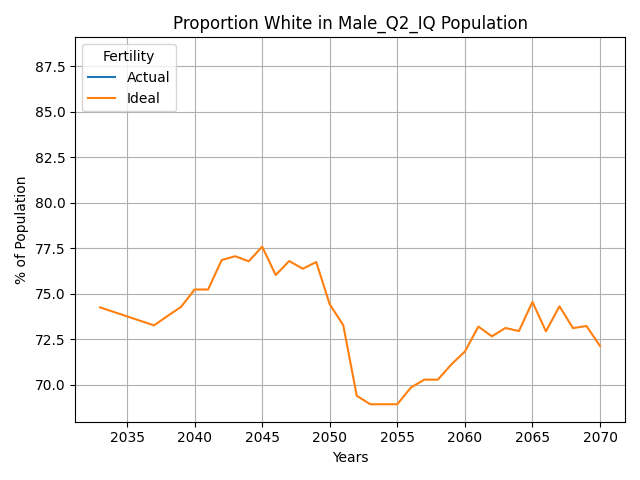 Proportion White in Male_Q2_IQ Population
Fertility
Actual
Ideal
87.5
85.0
82.5
80.0
77.5
75.0
72.5
70.0
% of Population
2035 2040 2045 2050 2055 2060 2065 2070
Years